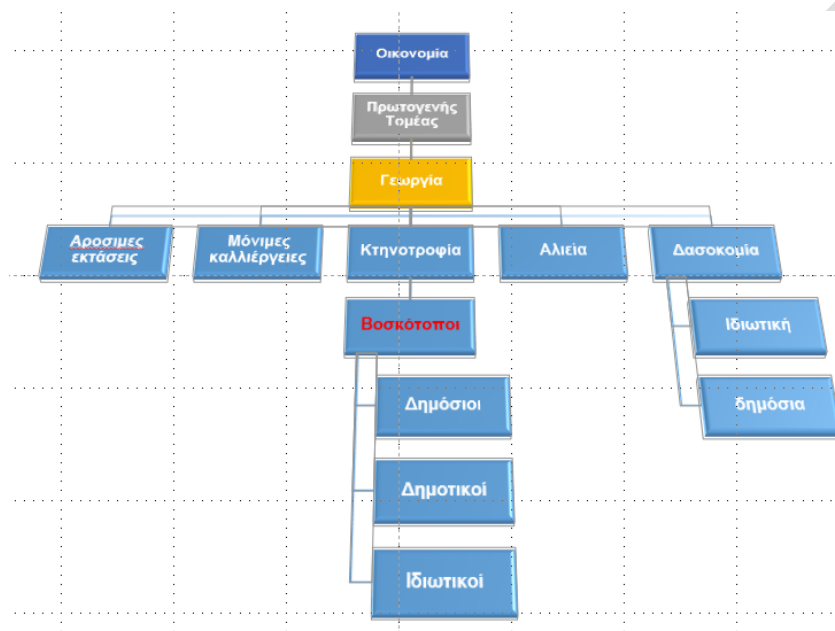 Οικονομία
Πρωτογενής
Τομέας
Γεωργία
Αροσιμες
εκτάσεις
Μόνιμες
καλλιέργειες
Κτηνοτροφία
Αλιεία
Δασοκομία
Βοσκότοποι
Ιδιωτική
Δημόσιοι
δημόσια
Δημοτικοί
Ιδιωτικοί